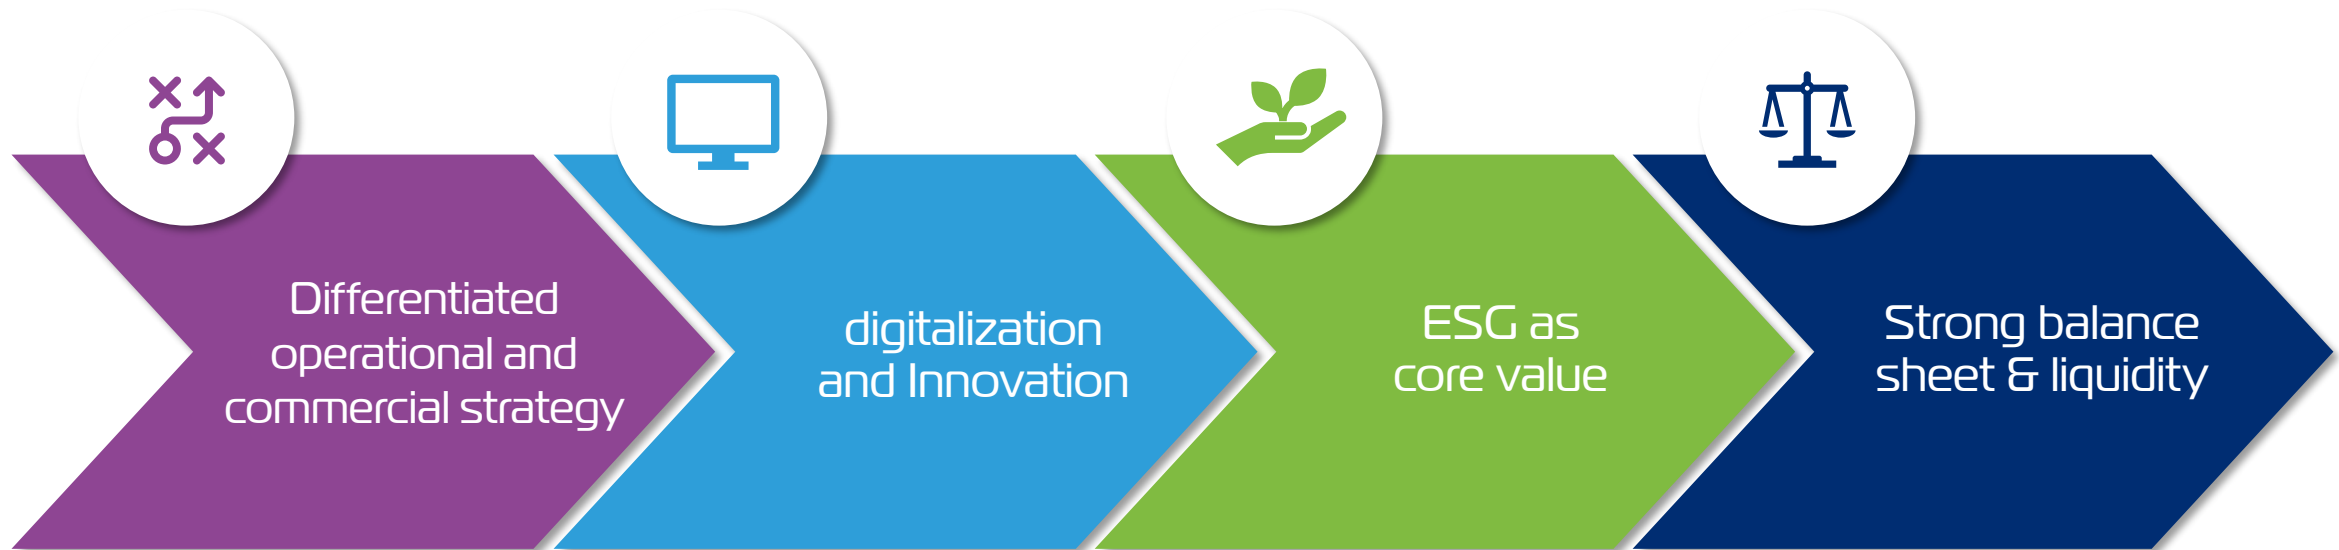 Differentiated
operational and
commercial strategy
digitalization
and Innovation
ESG as
core value
Strong balance
sheet & liquidity